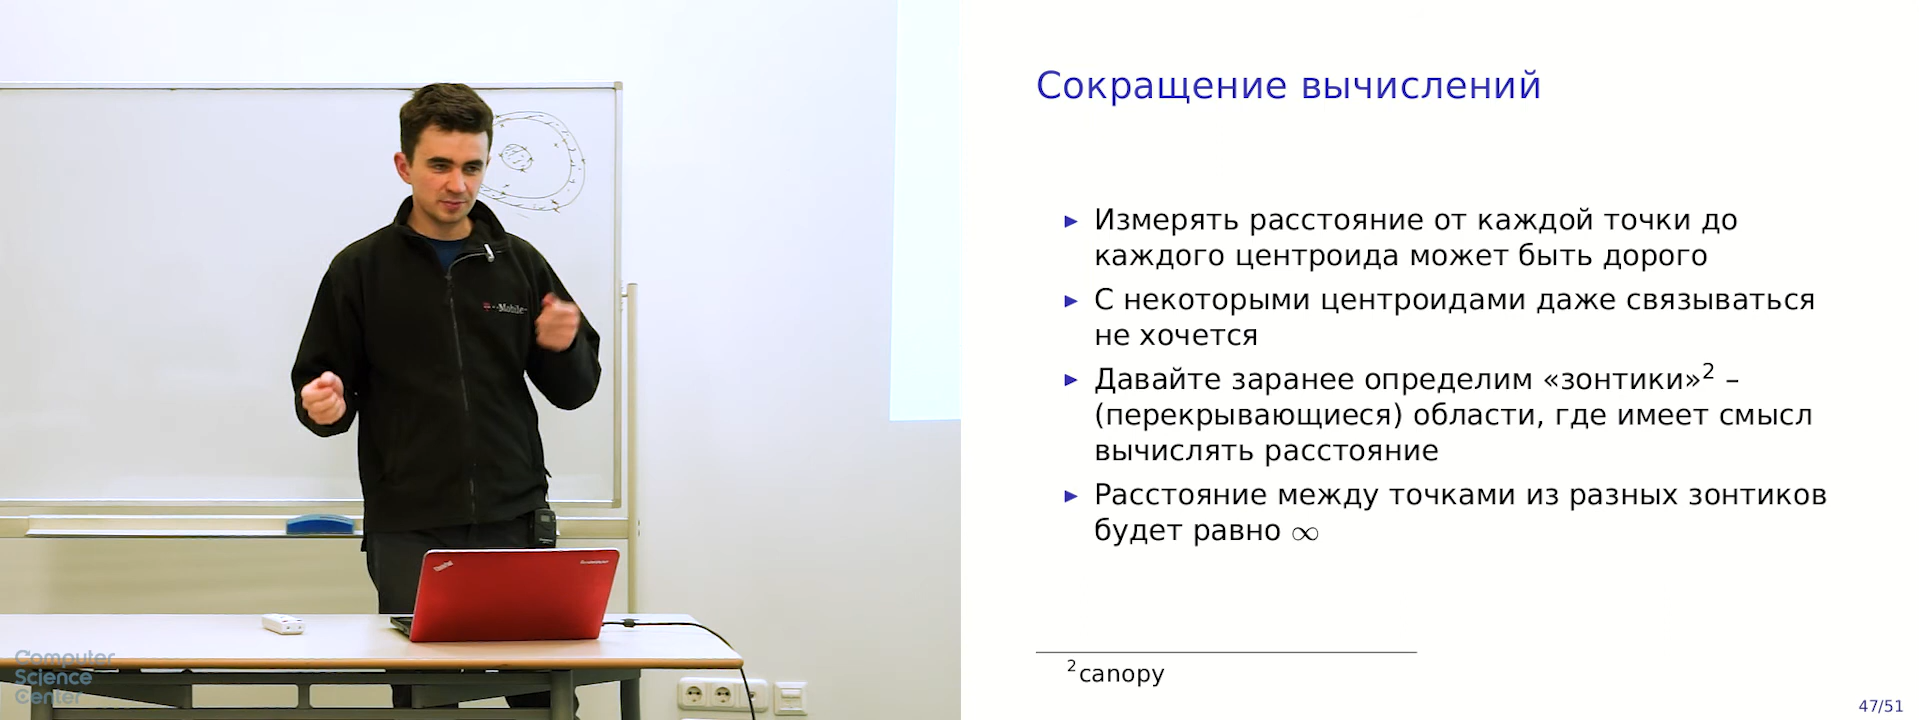 Сокращение вычислений
▸ Измерять расстояние от каждой точки до
каждого центроида может быть дорого
▸ С некоторыми центроидами даже связываться
не хочется
▸ Давайте заранее определим «зонтики»² –
(перекрывающиеся) области, где имеет смысл
вычислять расстояние
▸ Расстояние между точками из разных зонтиков
будет равно ∞
²canopy
47/51
Mobile
ThinkPad
Computer
Science
Center